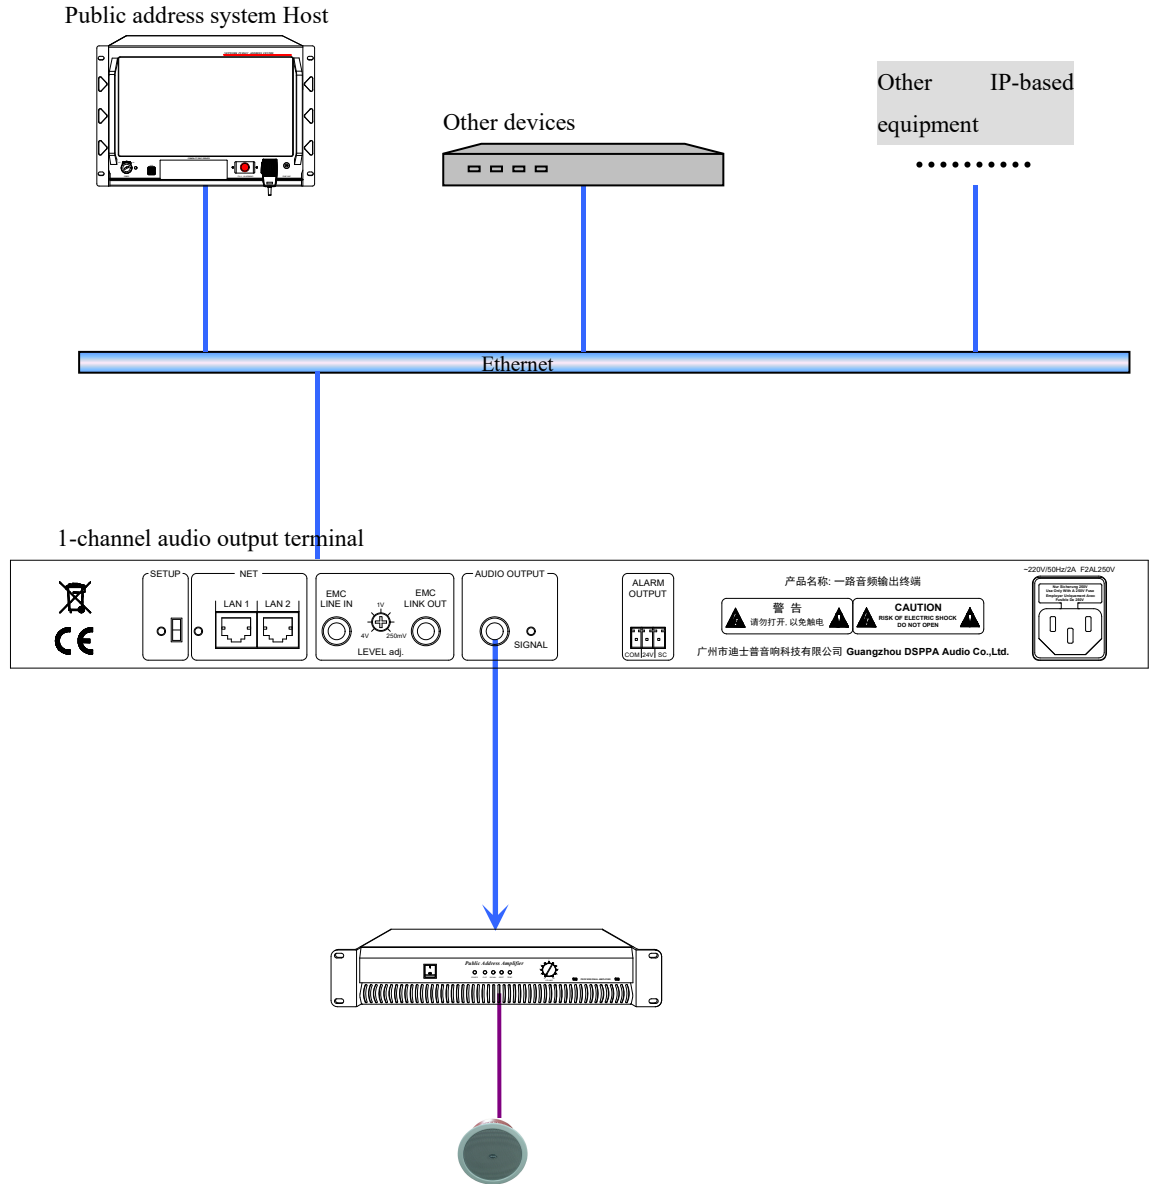 Public address system Host
Other devices
Other IP-based
equipment
Ethernet
1-channel audio output terminal
SETUP
NET
LAN 1
LAN 2
EMC
LINE IN
1V
4V
250mV
LEVEL adj.
EMC
LINK OUT
AUDIO OUTPUT
SIGNAL
ALARM
OUTPUT
COM 24V SC
产品名称: 一路音频输出终端
警 告
请勿打开, 以免触电
CAUTION
RISK OF ELECTRIC SHOCK
DO NOT OPEN
广州市迪士普音响科技有限公司 Guangzhou DSPPA Audio Co.,Ltd.
~220V/50Hz/2A F2AL250V
Use Only With A 250V Fuse
Public Address Amplifier